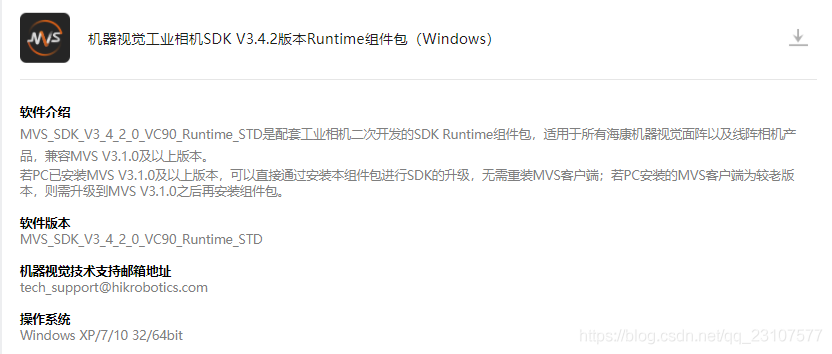 MVS
机器视觉工业相机SDK V3.4.2版本Runtime组件包（Windows）
软件介绍
MVS_SDK_V3_4_2_0_VC90_Runtime_STD是配套工业相机二次开发的SDK Runtime组件包，适用于所有海康机器视觉面阵以及线阵相机产
品，兼容MVS V3.1.0及以上版本。
若PC已安装MVS V3.1.0及以上版本，可以直接通过安装本组件包进行SDK的升级，无需重装MVS客户端；若PC安装的MVS客户端为较老版
本，则需升级到MVS V3.1.0之后再安装组件包。
软件版本
MVS_SDK_V3_4_2_0_VC90_Runtime_STD
机器视觉技术支持邮箱地址
tech_support@hikrobotics.com
操作系统
Windows XP/7/10 32/64bit
https://blog.csdn.net/qq_23107577